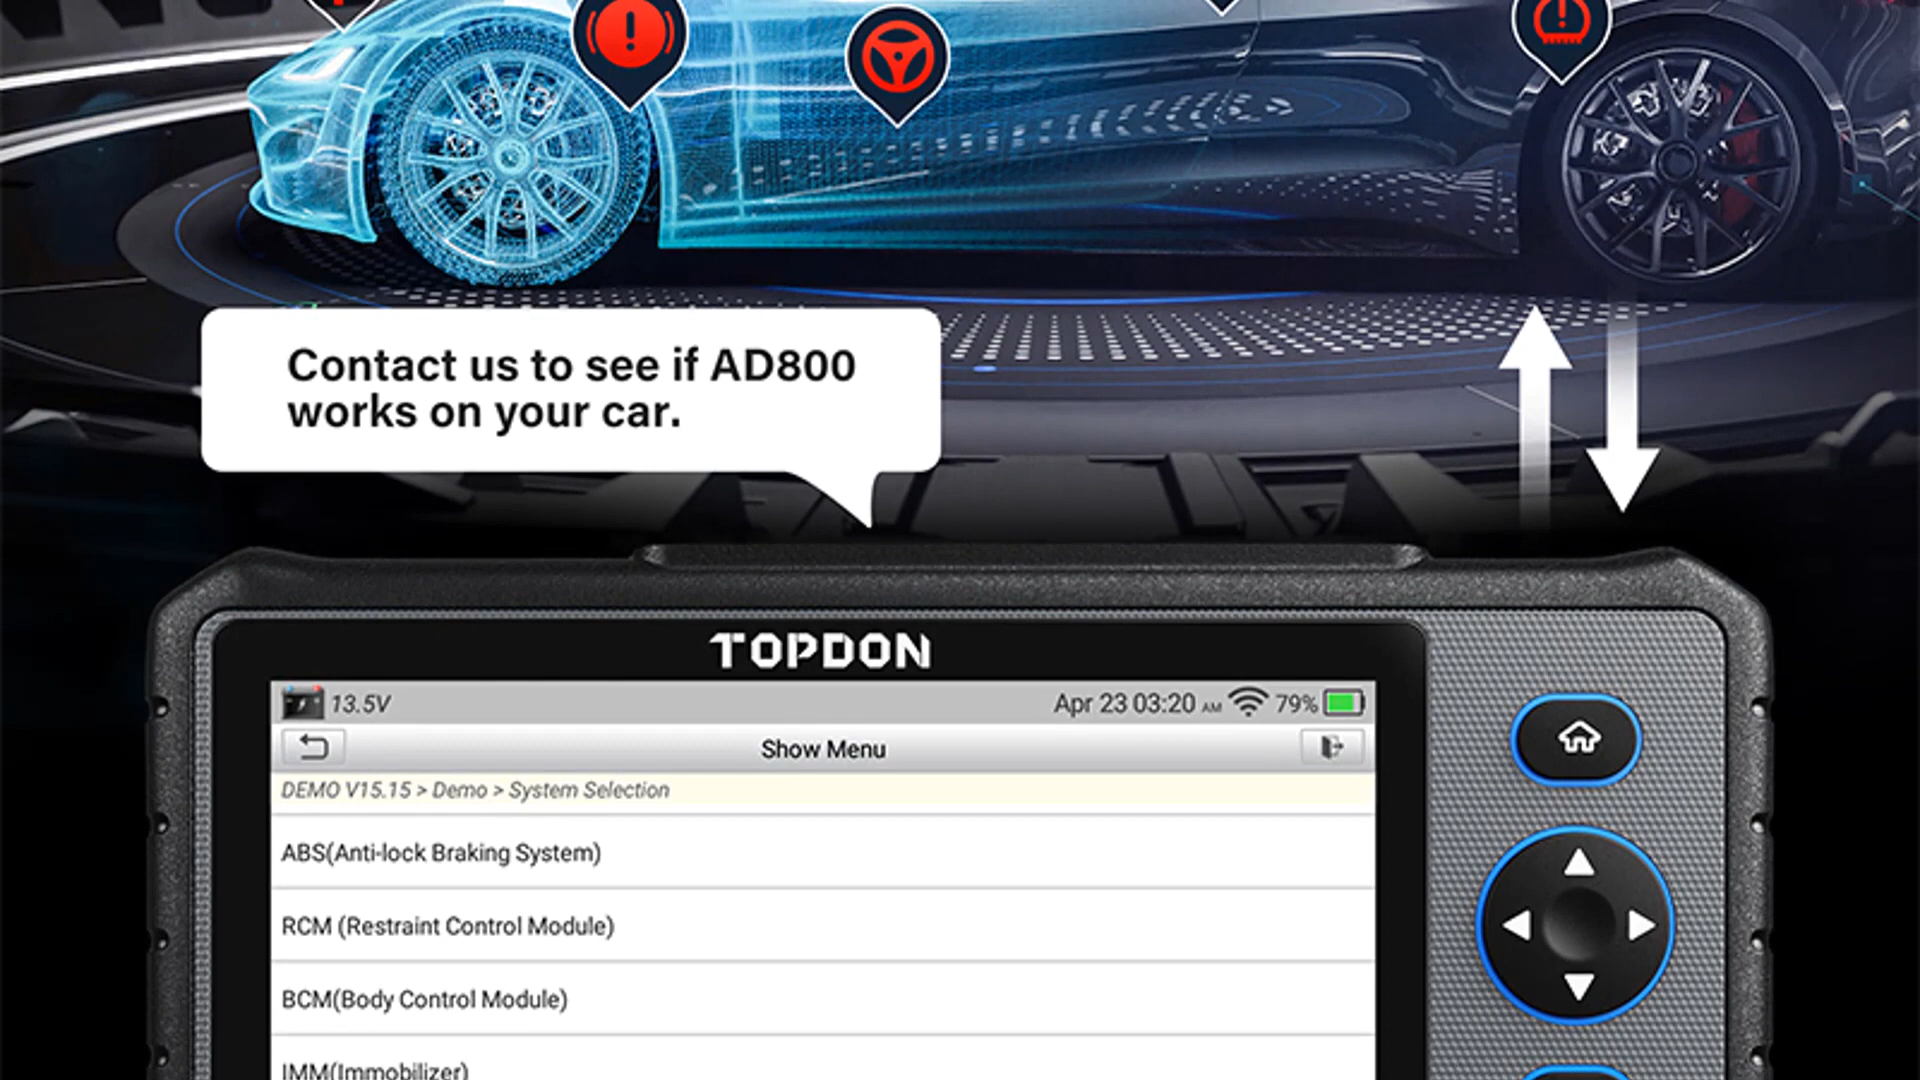 Contact us to see if AD800
works on your car.
TOPDON
13.5V
Apr 23 03:20 AM 79%
Show Menu
DEMO V15.15 > Demo > System Selection
ABS(Anti-lock Braking System)
RCM (Restraint Control Module)
BCM(Body Control Module)
IMM(Immobilizer)